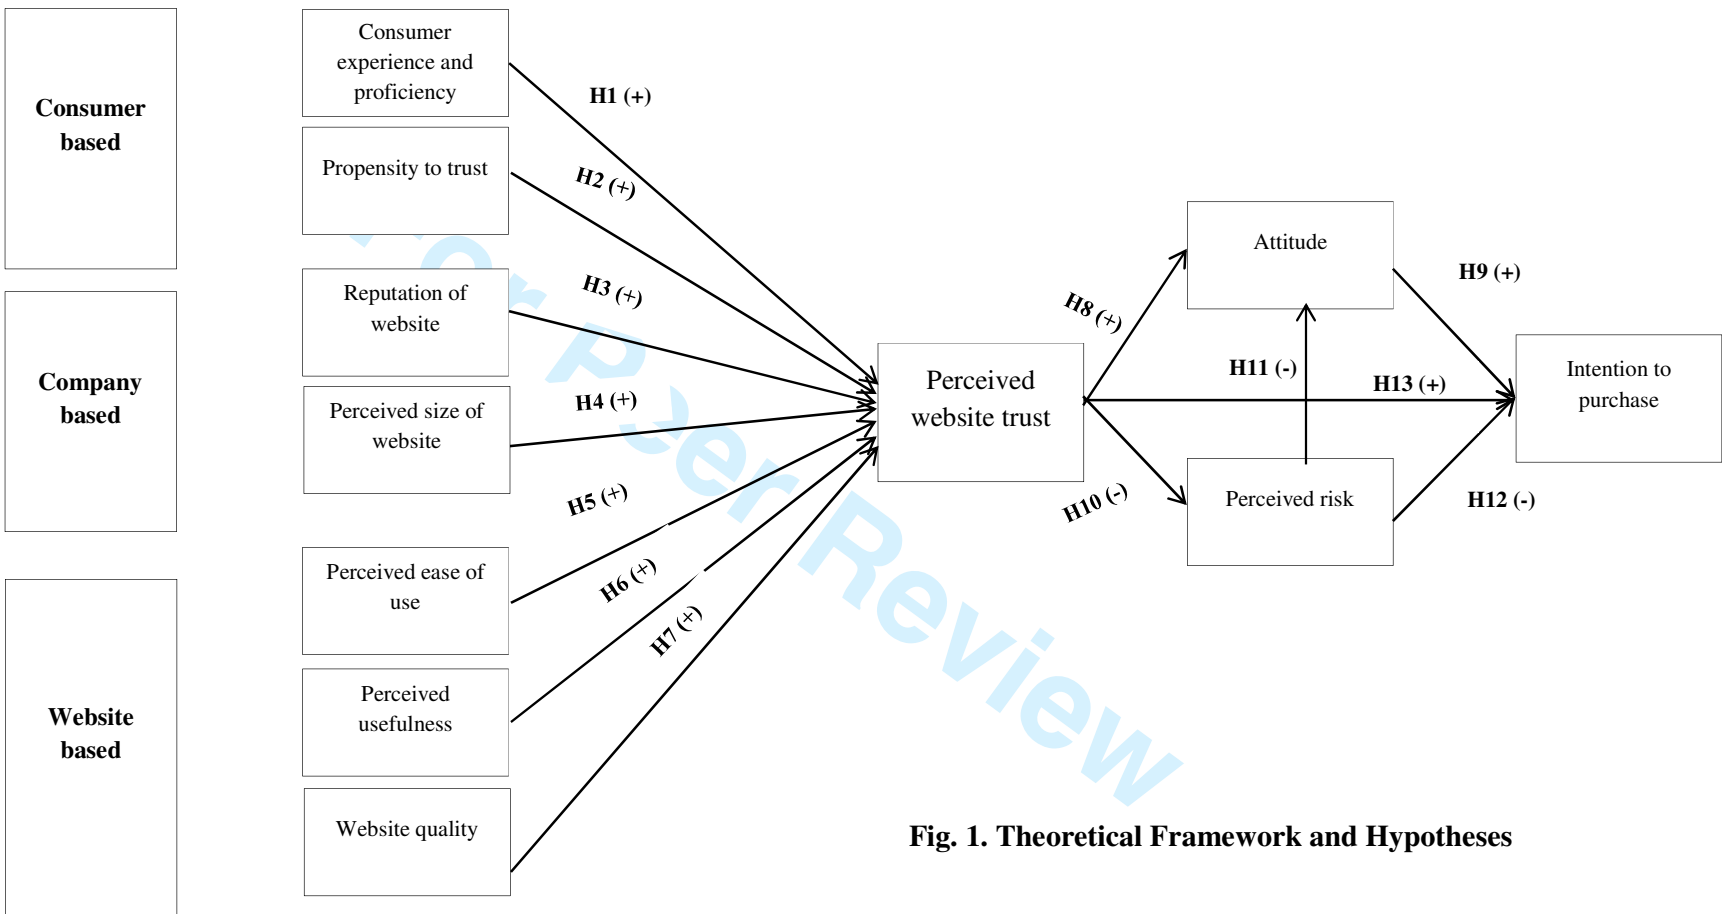 Consumer
based
Company
based
Website
based
Consumer
experience and
proficiency
Propensity to trust
Reputation of
website
Perceived size of
website
Perceived ease of
use
Perceived
usefulness
Website quality
H1 (+)
H2 (+)
H3 (+)
H4 (+)
H5 (+)
H6 (+)
H7 (+)
Perceived
website trust
H8 (+)
H10 (-)
Attitude
H11 (-)
H13 (+)
Perceived risk
H9 (+)
H12 (-)
Intention to
purchase
For Peer Review
Fig. 1. Theoretical Framework and Hypotheses